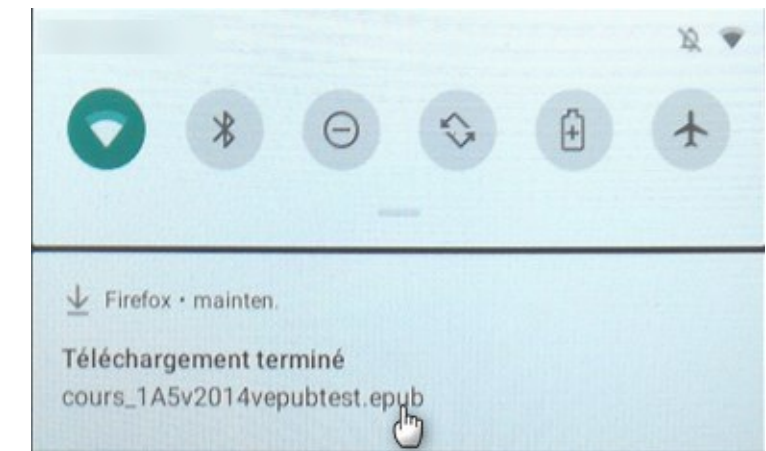 Firefox • mainten.
Téléchargement terminé
cours_1A5v2014vepubtest.epub